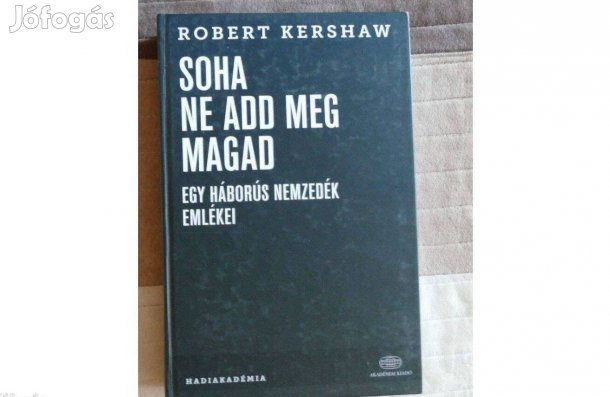 Jófogás
ROBERT KERSHAW
SOHA
NE ADD MEG
MAGAD
EGY HÁBORÚS NEMZEDÉK
EMLÉKEI
HADIAKADÉMIA
AKADÉMIAI KIADÓ